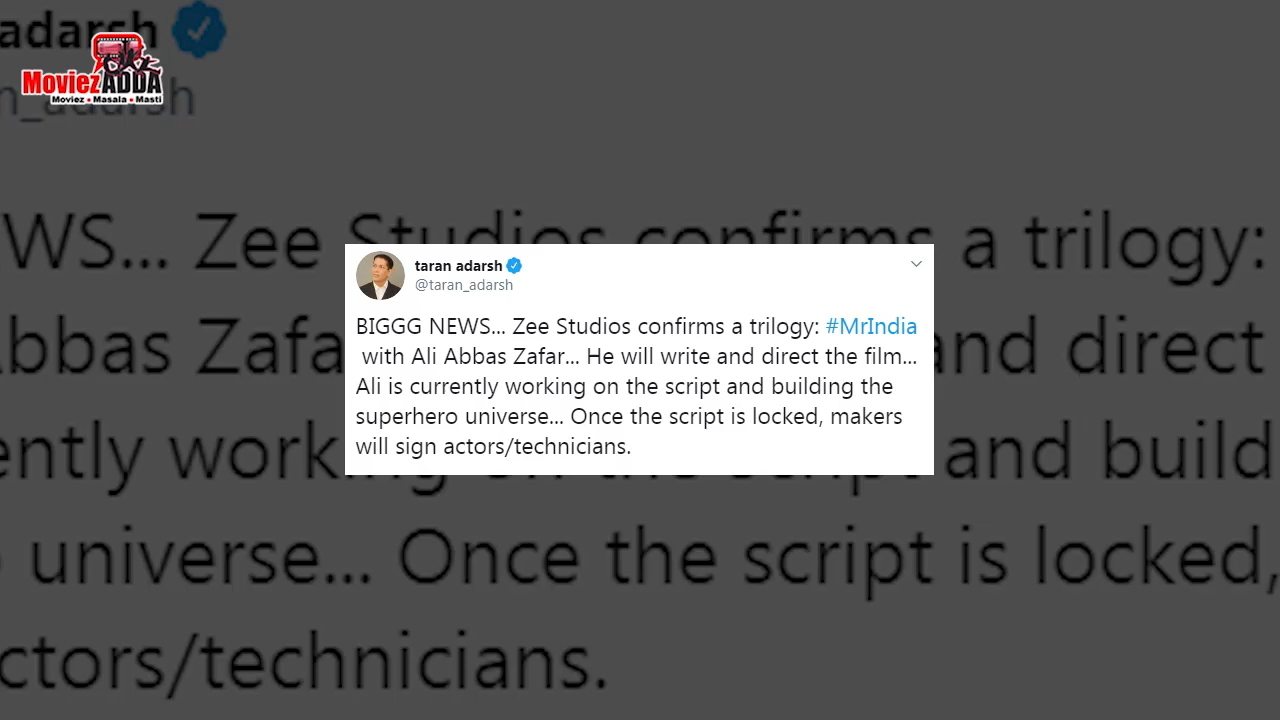 adarsh
n_adarsh
MoviezADDA
Moviez • Masala • Masti
WS... Zee Studios confirms a trilogy:
bbas Zafa
nd direct
ently work
and build
universe... Once the script is locked,
ctors/technicians.
taran adarsh
@taran_adarsh
BIGGG NEWS... Zee Studios confirms a trilogy: #MrIndia
with Ali Abbas Zafar... He will write and direct the film...
Ali is currently working on the script and building the
superhero universe... Once the script is locked, makers
will sign actors/technicians.